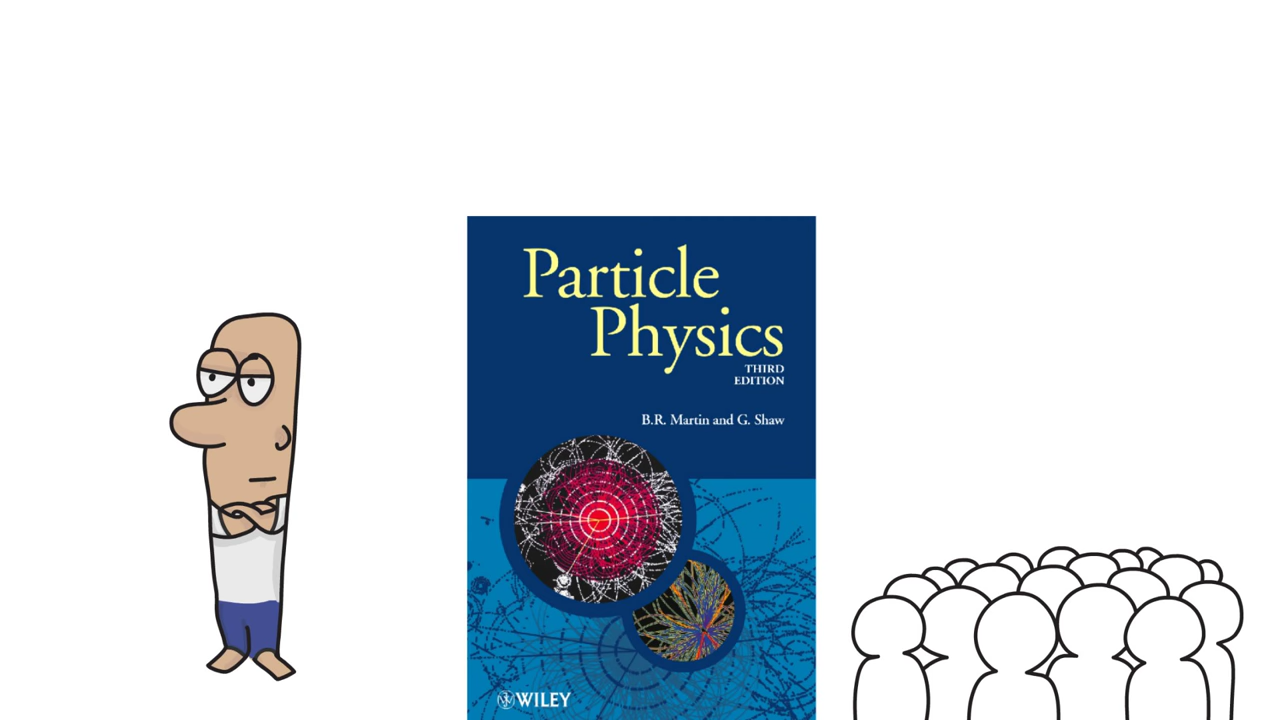 Particle
Physics
THIRD
EDITION
B.R. Martin and G. Shaw
WILEY